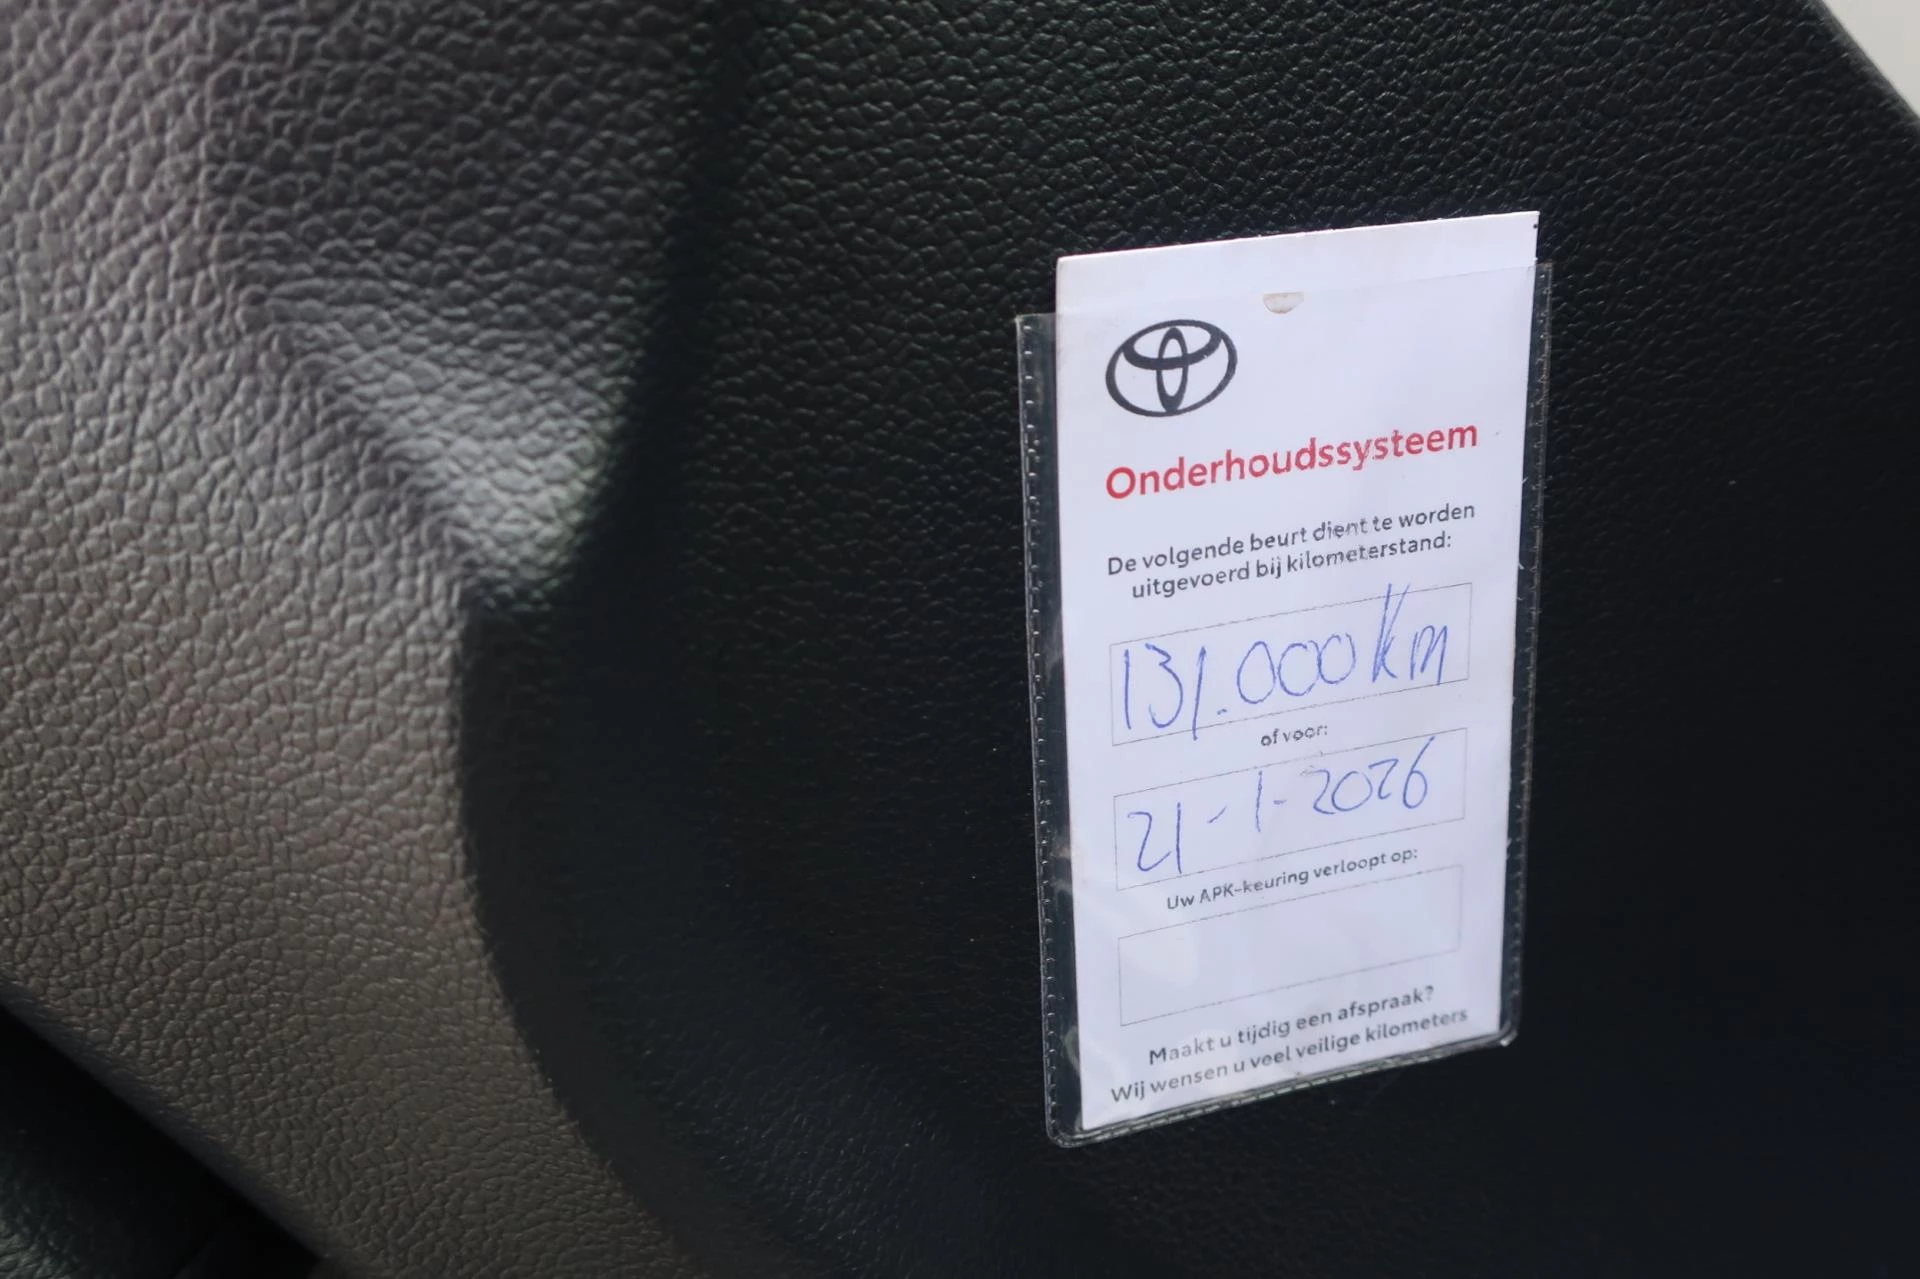 Onderhoudssysteem
De volgende beurt dient te worden
uitgevoerd bij kilometerstand:
131.000 km
of voor:
21-1-2026
Uw APK-keuring verloopt op:
Maakt u tijdig een afspraak?
Wij wensen u veel veilige kilometers